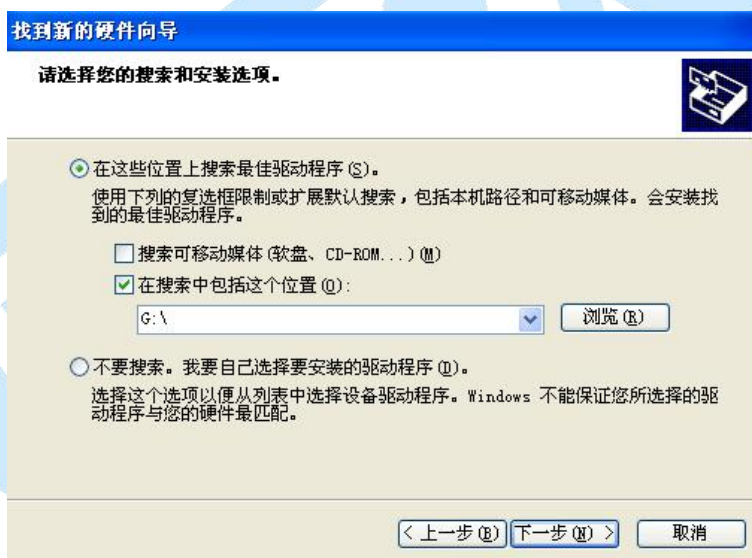 找到新的硬件向导
请选择您的搜索和安装选项。
在这些位置上搜索最佳驱动程序(S)。
使用下列的复选框限制或扩展默认搜索，包括本机路径和可移动媒体。会安装找
到的最佳驱动程序。
搜索可移动媒体(软盘、CD-ROM...)(M)
在搜索中包括这个位置(O):
G:\
浏览(R)
不要搜索。我要自己选择要安装的驱动程序(D)。
选择这个选项以便从列表中选择设备驱动程序。Windows 不能保证您所选择的驱
动程序与您的硬件最匹配。
< 上一步(B) 下一步(N) > 取消